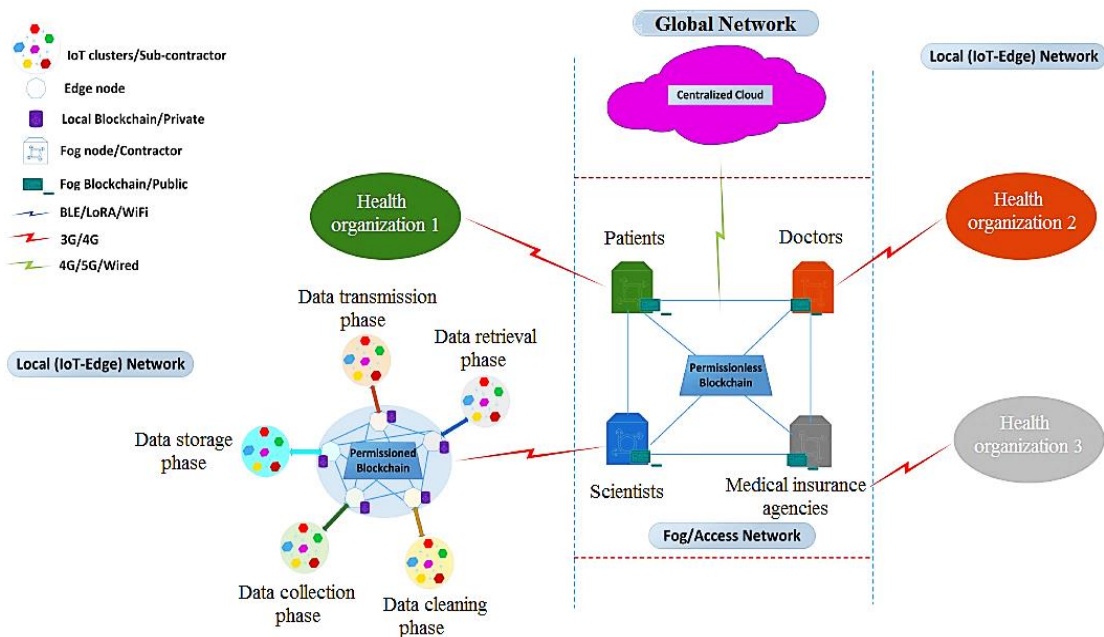 Global Network
Centralized Cloud
Local (IoT-Edge) Network
IoT clusters/Sub-contractor
Edge node
Local Blockchain/Private
Fog node/Contractor
Fog Blockchain/Public
BLE/LoRA/WiFi
3G/4G
4G/5G/Wired
Health
organization 1
Patients
Doctors
Health
organization 2
Permissionless
Blockchain
Scientists
Medical insurance
agencies
Health
organization 3
Fog/Access Network
Local (IoT-Edge) Network
Data transmission
phase
Data retrieval
phase
Data storage
phase
Permissioned
Blockchain
Data collection
phase
Data cleaning
phase